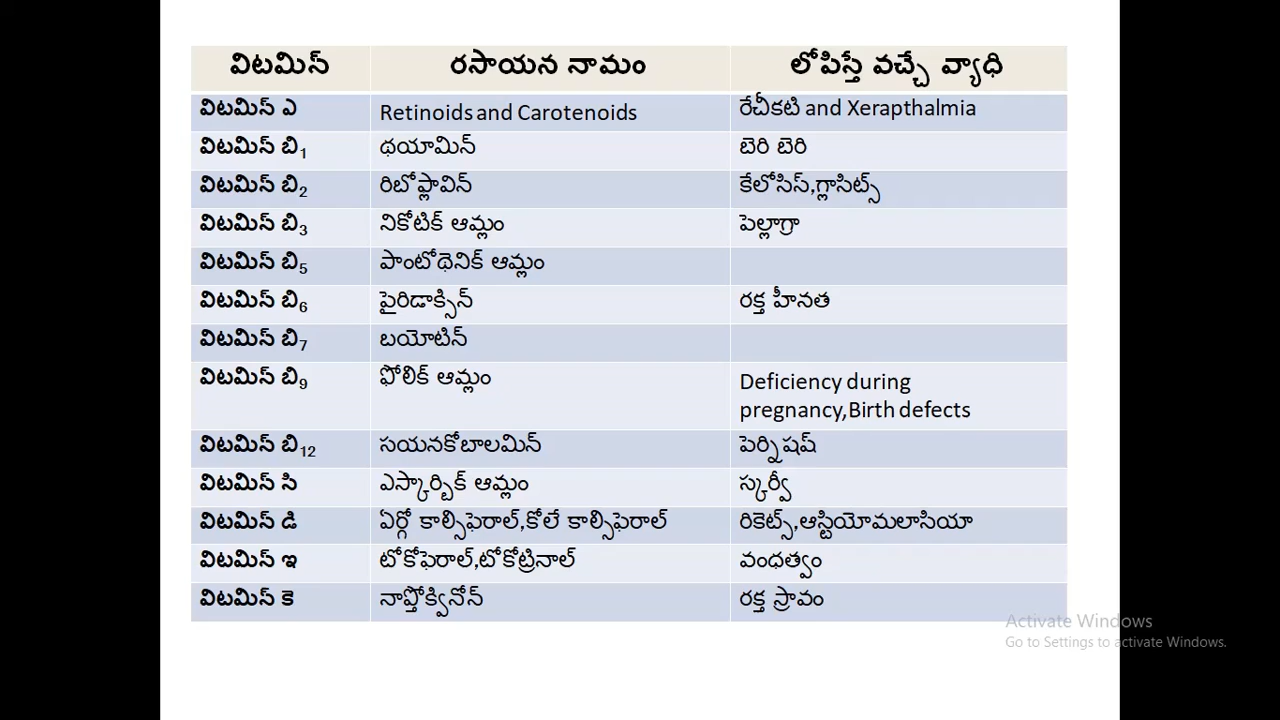 విటమిన్ రసాయన నామం లోపిస్తే వచ్చే వ్యాధి
విటమిన్ ఎ Retinoids and Carotenoids రేచీకటి and Xerapthalmia
విటమిన్ బి₁ థయామిన్ బెరి బెరి
విటమిన్ బి₂ రిబోఫ్లావిన్ కేలోసిస్,గ్లాసిట్స్
విటమిన్ బి₃ నికోటిక్ ఆమ్లం పెల్లాగ్రా
విటమిన్ బి₅ పాంటోథెనిక్ ఆమ్లం
విటమిన్ బి₆ పైరిడాక్సిన్ రక్త హీనత
విటమిన్ బి₇ బయోటిన్
విటమిన్ బి₉ ఫోలిక్ ఆమ్లం Deficiency during
pregnancy,Birth defects
విటమిన్ బి₁₂ సయనకోబాలమిన్ పెర్నిషష్
విటమిన్ సి ఎస్కార్బిక్ ఆమ్లం స్కర్వీ
విటమిన్ డి ఏర్గో కాల్సిఫెరాల్,కోలే కాల్సిఫెరాల్ రికెట్స్,ఆస్టియోమలాసియా
విటమిన్ ఇ టోకోఫెరాల్,టోకోట్రినాల్ వంధత్వం
విటమిన్ కె నాప్తోక్వినోన్ రక్త స్రావం
Activate Windows
Go to Settings to activate Windows.